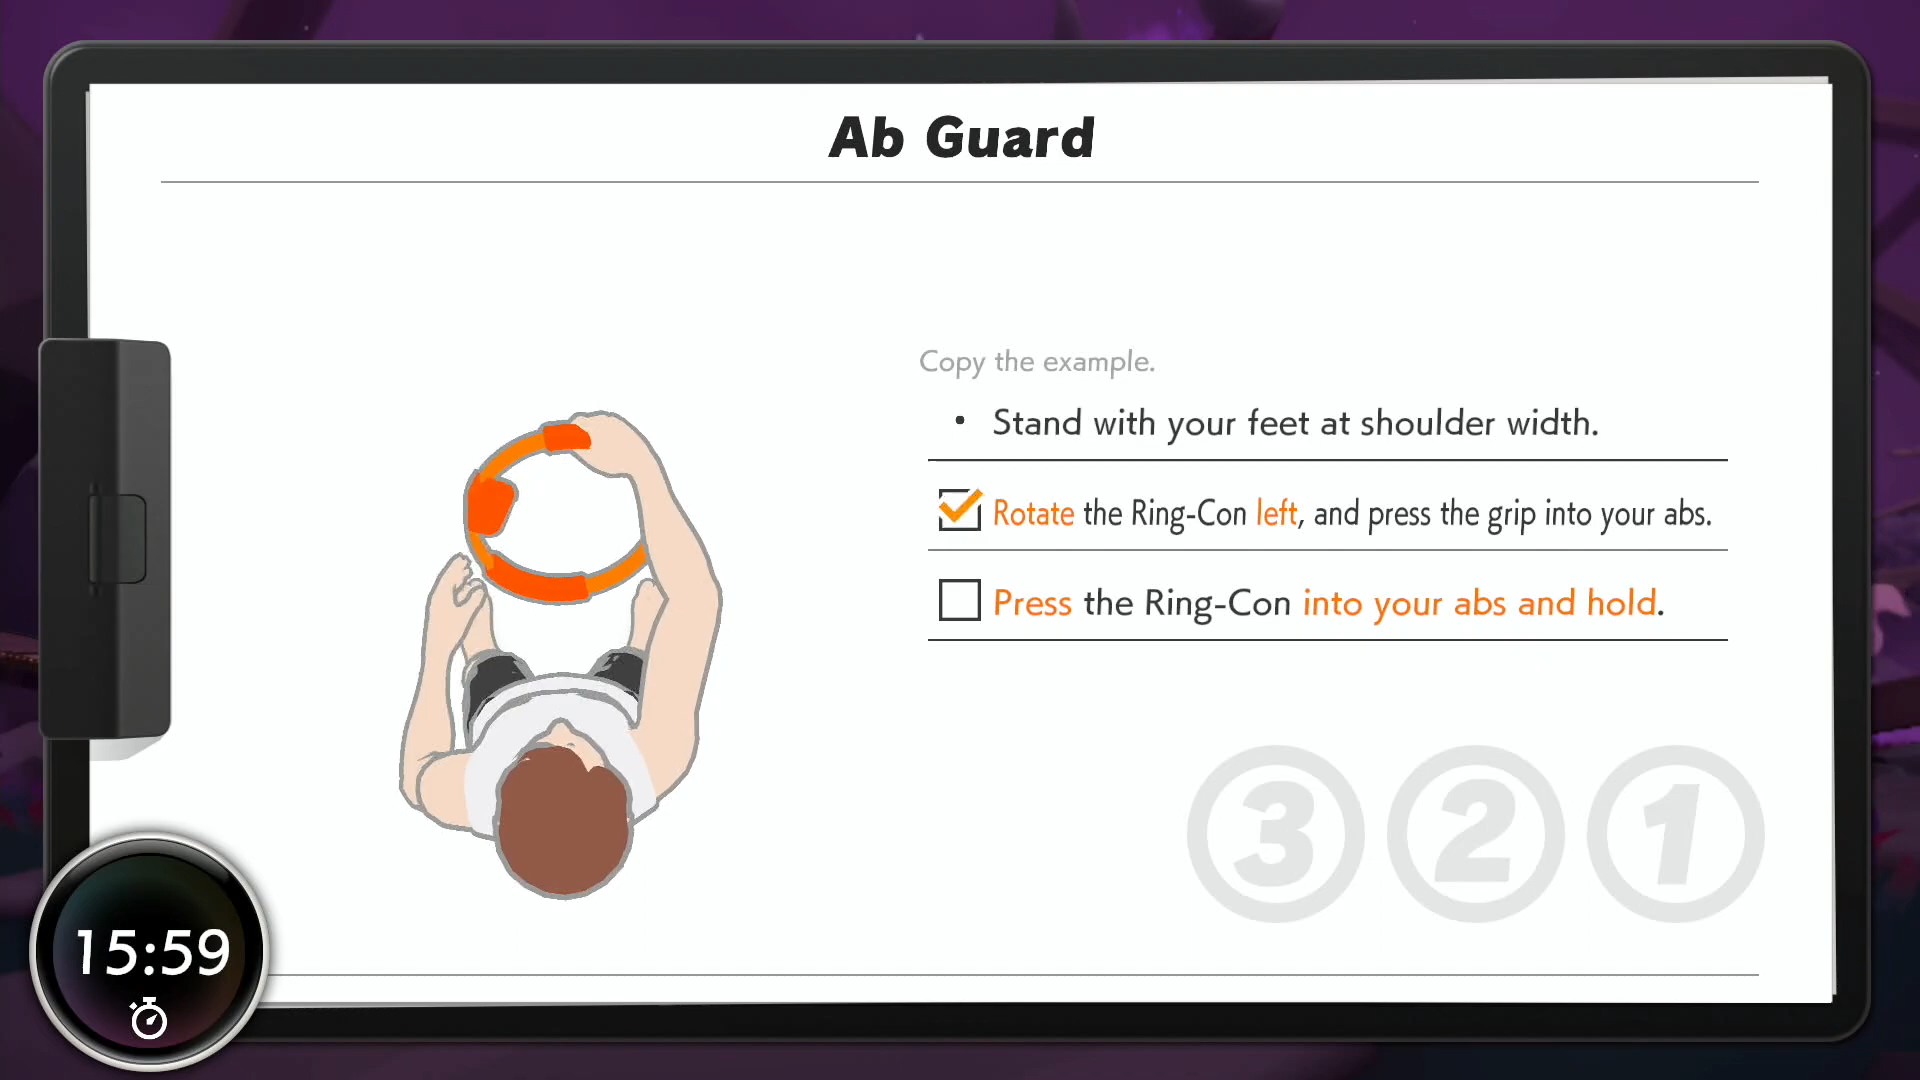 Ab Guard
Copy the example.
• Stand with your feet at shoulder width.
Rotate the Ring-Con left, and press the grip into your abs.
Press the Ring-Con into your abs and hold.
3 2 1
15:59